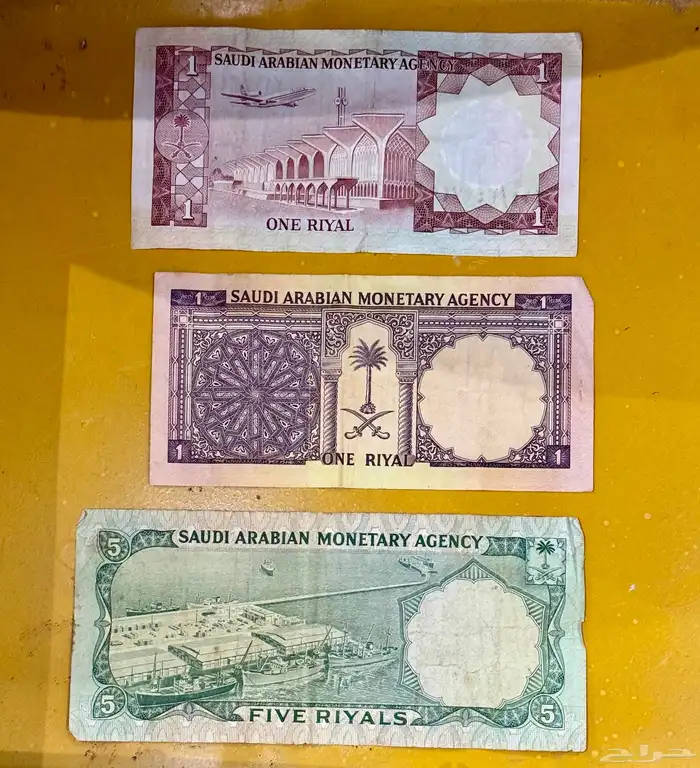 1 SAUDI ARABIAN MONETARY AGENCY 1
1 ONE RIYAL 1
1 SAUDI ARABIAN MONETARY AGENCY 1
1 ONE RIYAL 1
5 SAUDI ARABIAN MONETARY AGENCY
5 FIVE RIYALS 5
حراج